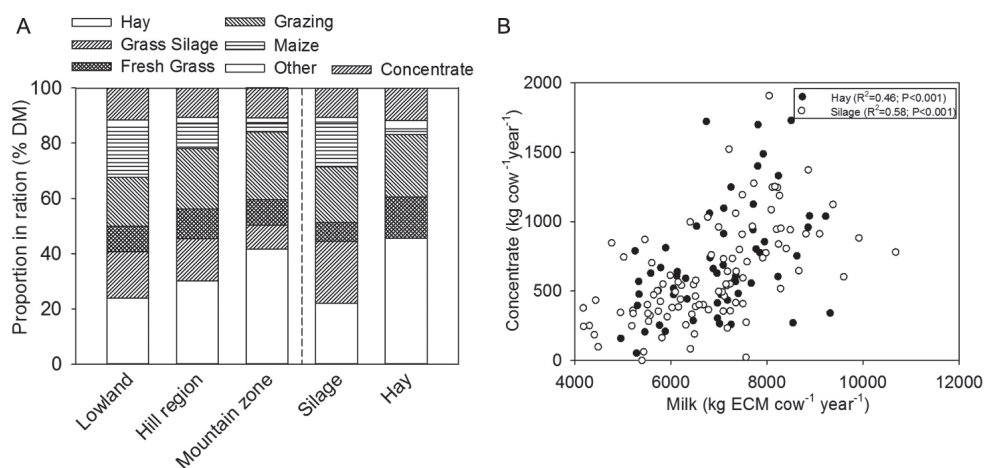 A
Hay
Grazing
Grass Silage
Maize
Fresh Grass
Other
Concentrate
Proportion in ration (% DM)
100
80
60
40
20
0
Lowland
Hill region
Mountain zone
Silage
Hay
B
Hay (R²=0.46; P<0.001)
Silage (R²=0.58; P<0.001)
Concentrate (kg cow⁻¹year⁻¹)
2000
1500
1000
500
0
4000 6000 8000 10000 12000
Milk (kg ECM cow⁻¹ year⁻¹)